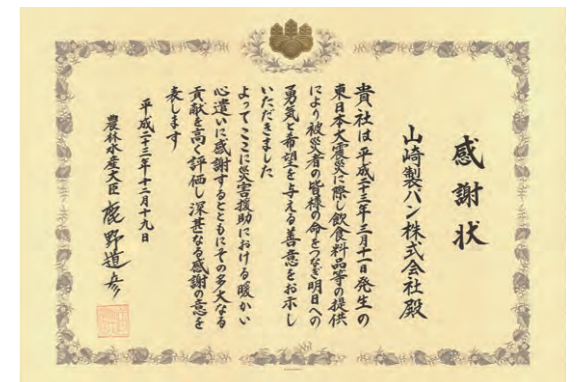 感謝状
山崎製パン株式会社殿
貴社は平成二十三年三月十一日発生の
東日本大震災に際し飲食料品等の提供
により被災者の皆様の命をつなぎ明日への
勇気と希望を与える善意をお示し
いただきました
よってここに災害援助における暖かい
心遣いに感謝するとともにその多大なる
貢献を高く評価し深甚なる感謝の意を
表します
平成二十三年十二月十九日
農林水産大臣 鹿野道彦